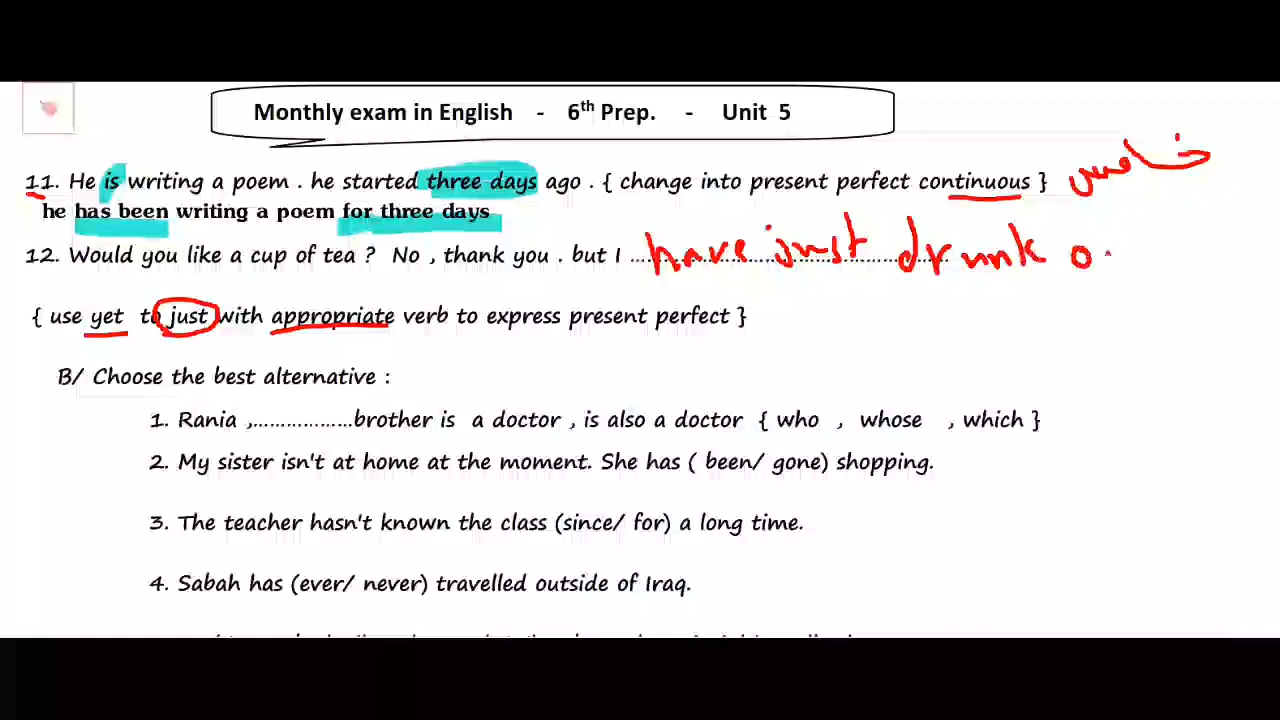 Monthly exam in English - 6th Prep. - Unit 5
11. He is writing a poem . he started three days ago . { change into present perfect continuous }
he has been writing a poem for three days
12. Would you like a cup of tea ? No , thank you . but I .................. have just drunk o
{ use yet to just with appropriate verb to express present perfect }
B/ Choose the best alternative :
1. Rania ,..................brother is a doctor , is also a doctor { who , whose , which }
2. My sister isn't at home at the moment. She has ( been/ gone) shopping.
3. The teacher hasn't known the class (since/ for) a long time.
4. Sabah has (ever/ never) travelled outside of Iraq.